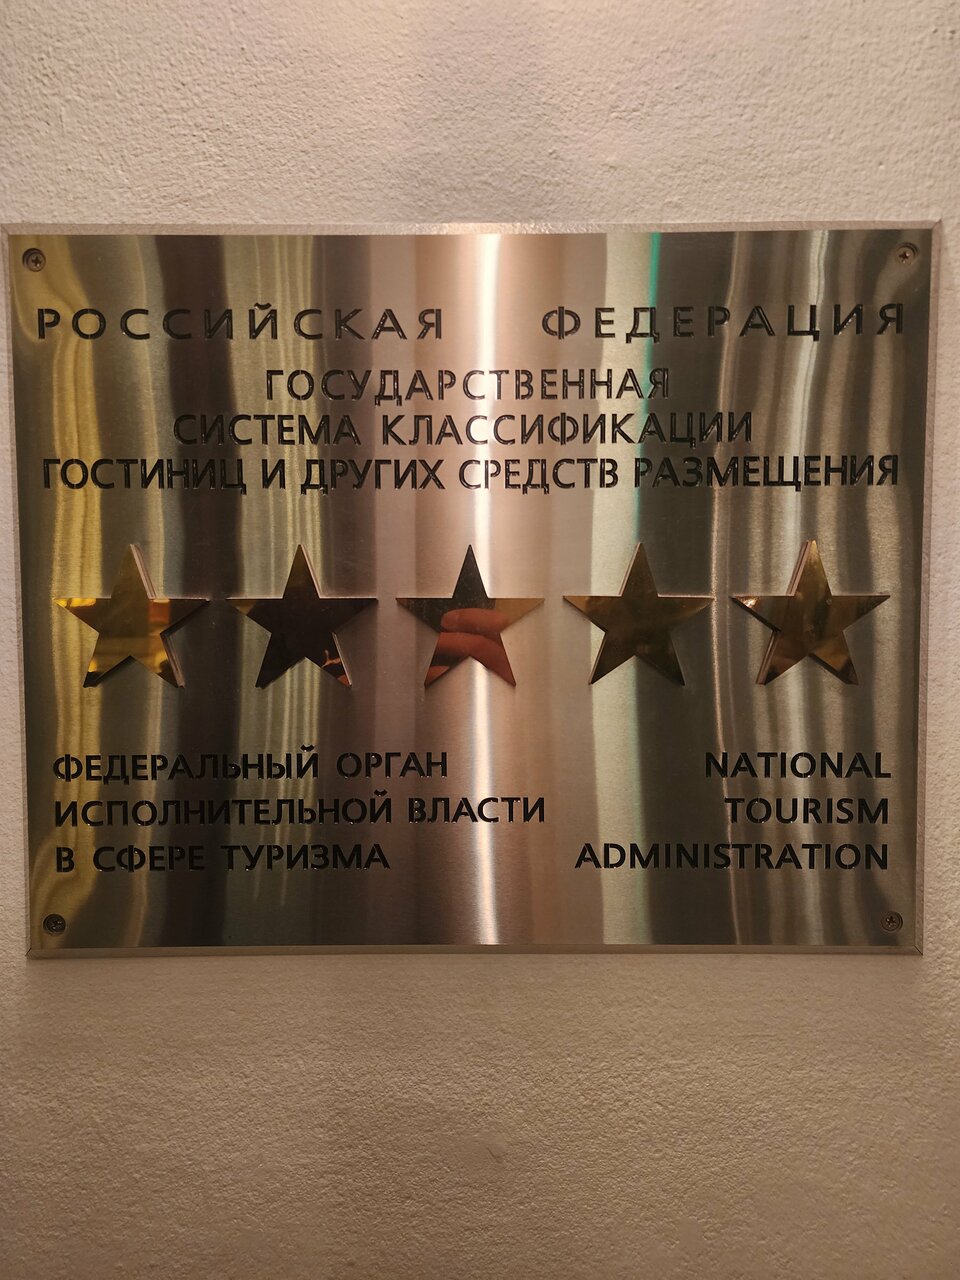 РОССИЙСКАЯ ФЕДЕРАЦИЯ
ГОСУДАРСТВЕННАЯ
СИСТЕМА КЛАССИФИКАЦИИ
ГОСТИНИЦ И ДРУГИХ СРЕДСТВ РАЗМЕЩЕНИЯ
ФЕДЕРАЛЬНЫЙ ОРГАН
ИСПОЛНИТЕЛЬНОЙ ВЛАСТИ
В СФЕРЕ ТУРИЗМА
NATIONAL
TOURISM
ADMINISTRATION